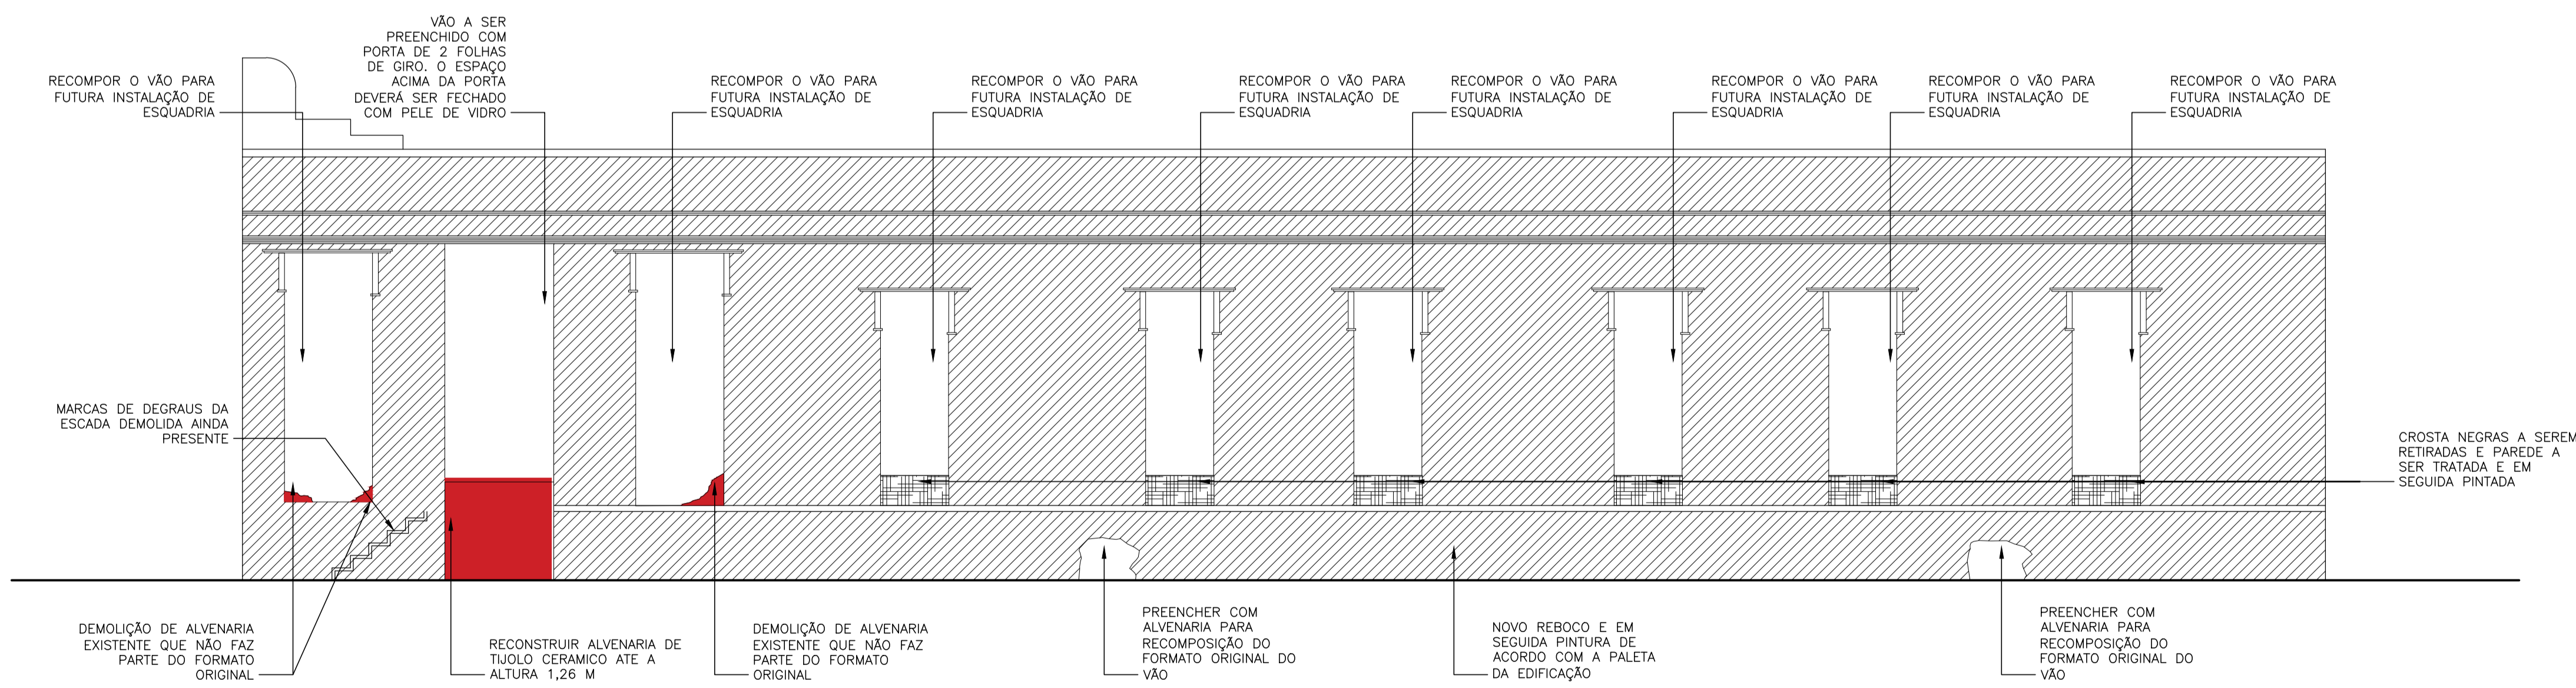 RECOMPOR O VÃO PARA
FUTURA INSTALAÇÃO DE
ESQUADRIA
VÃO A SER
PREENCHIDO COM
PORTA DE 2 FOLHAS
DE GIRO. O ESPAÇO
ACIMA DA PORTA
DEVERÁ SER FECHADO
COM PELE DE VIDRO
RECOMPOR O VÃO PARA
FUTURA INSTALAÇÃO DE
ESQUADRIA
RECOMPOR O VÃO PARA
FUTURA INSTALAÇÃO DE
ESQUADRIA
RECOMPOR O VÃO PARA
FUTURA INSTALAÇÃO DE
ESQUADRIA
RECOMPOR O VÃO PARA
FUTURA INSTALAÇÃO DE
ESQUADRIA
RECOMPOR O VÃO PARA
FUTURA INSTALAÇÃO DE
ESQUADRIA
RECOMPOR O VÃO PARA
FUTURA INSTALAÇÃO DE
ESQUADRIA
RECOMPOR O VÃO PARA
FUTURA INSTALAÇÃO DE
ESQUADRIA
MARCAS DE DEGRAUS DA
ESCADA DEMOLIDA AINDA
PRESENTE
CROSTA NEGRAS A SEREM
RETIRADAS E PAREDE A
SER TRATADA E EM
SEGUIDA PINTADA
DEMOLIÇÃO DE ALVENARIA
EXISTENTE QUE NÃO FAZ
PARTE DO FORMATO
ORIGINAL
RECONSTRUIR ALVENARIA DE
TIJOLO CERAMICO ATE A
ALTURA 1,26 M
DEMOLIÇÃO DE ALVENARIA
EXISTENTE QUE NÃO FAZ
PARTE DO FORMATO
ORIGINAL
PREENCHER COM
ALVENARIA PARA
RECOMPOSIÇÃO DO
FORMATO ORIGINAL DO
VÃO
NOVO REBOCO E EM
SEGUIDA PINTURA DE
ACORDO COM A PALETA
DA EDIFICAÇÃO
PREENCHER COM
ALVENARIA PARA
RECOMPOSIÇÃO DO
FORMATO ORIGINAL DO
VÃO